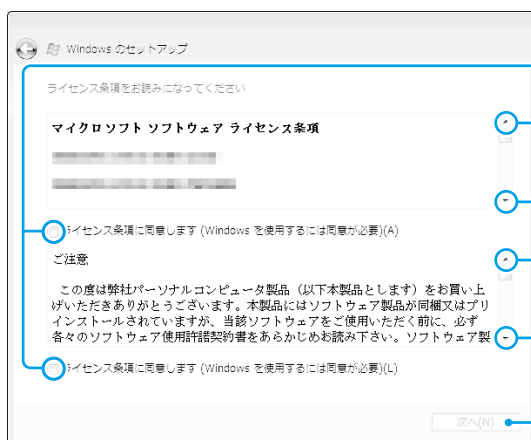 Windows のセットアップ
ライセンス条項をお読みになってください
マイクロソフト ソフトウェア ライセンス条項
ライセンス条項に同意します (Windows を使用するには同意が必要)(A)
ご注意
この度は弊社パーソナルコンピュータ製品（以下本製品とします）をお買い上
げいただきありがとうございます。本製品にはソフトウェア製品が同梱又はプリ
インストールされていますが、当該ソフトウェアをご使用いただく前に、必ず
各々のソフトウェア使用許諾契約書をあらかじめお読み下さい。ソフトウェア製
ライセンス条項に同意します (Windows を使用するには同意が必要)(L)
次へ(N)